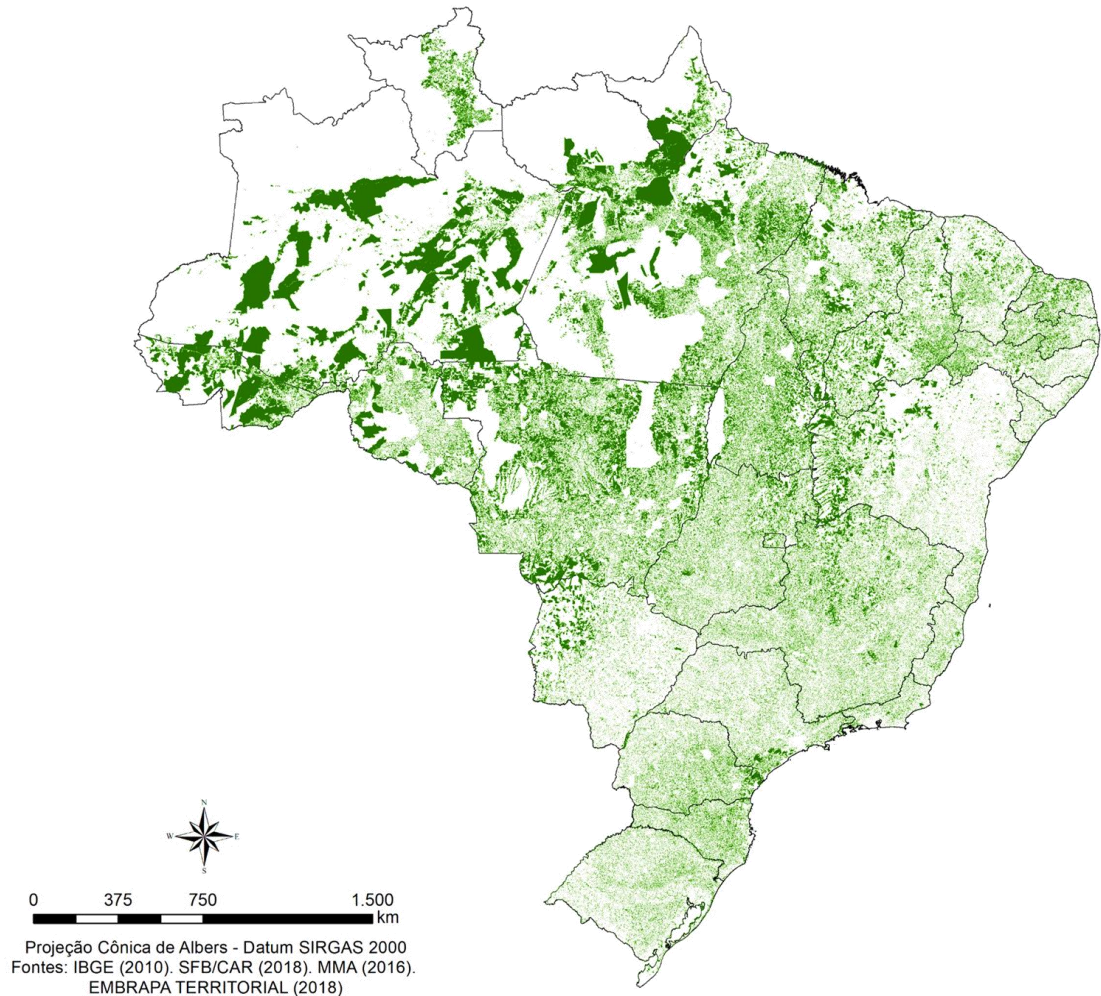 N
W E
S
0 375 750 1.500
km
Projeção Cônica de Albers - Datum SIRGAS 2000
Fontes: IBGE (2010). SFB/CAR (2018). MMA (2016).
EMBRAPA TERRITORIAL (2018)